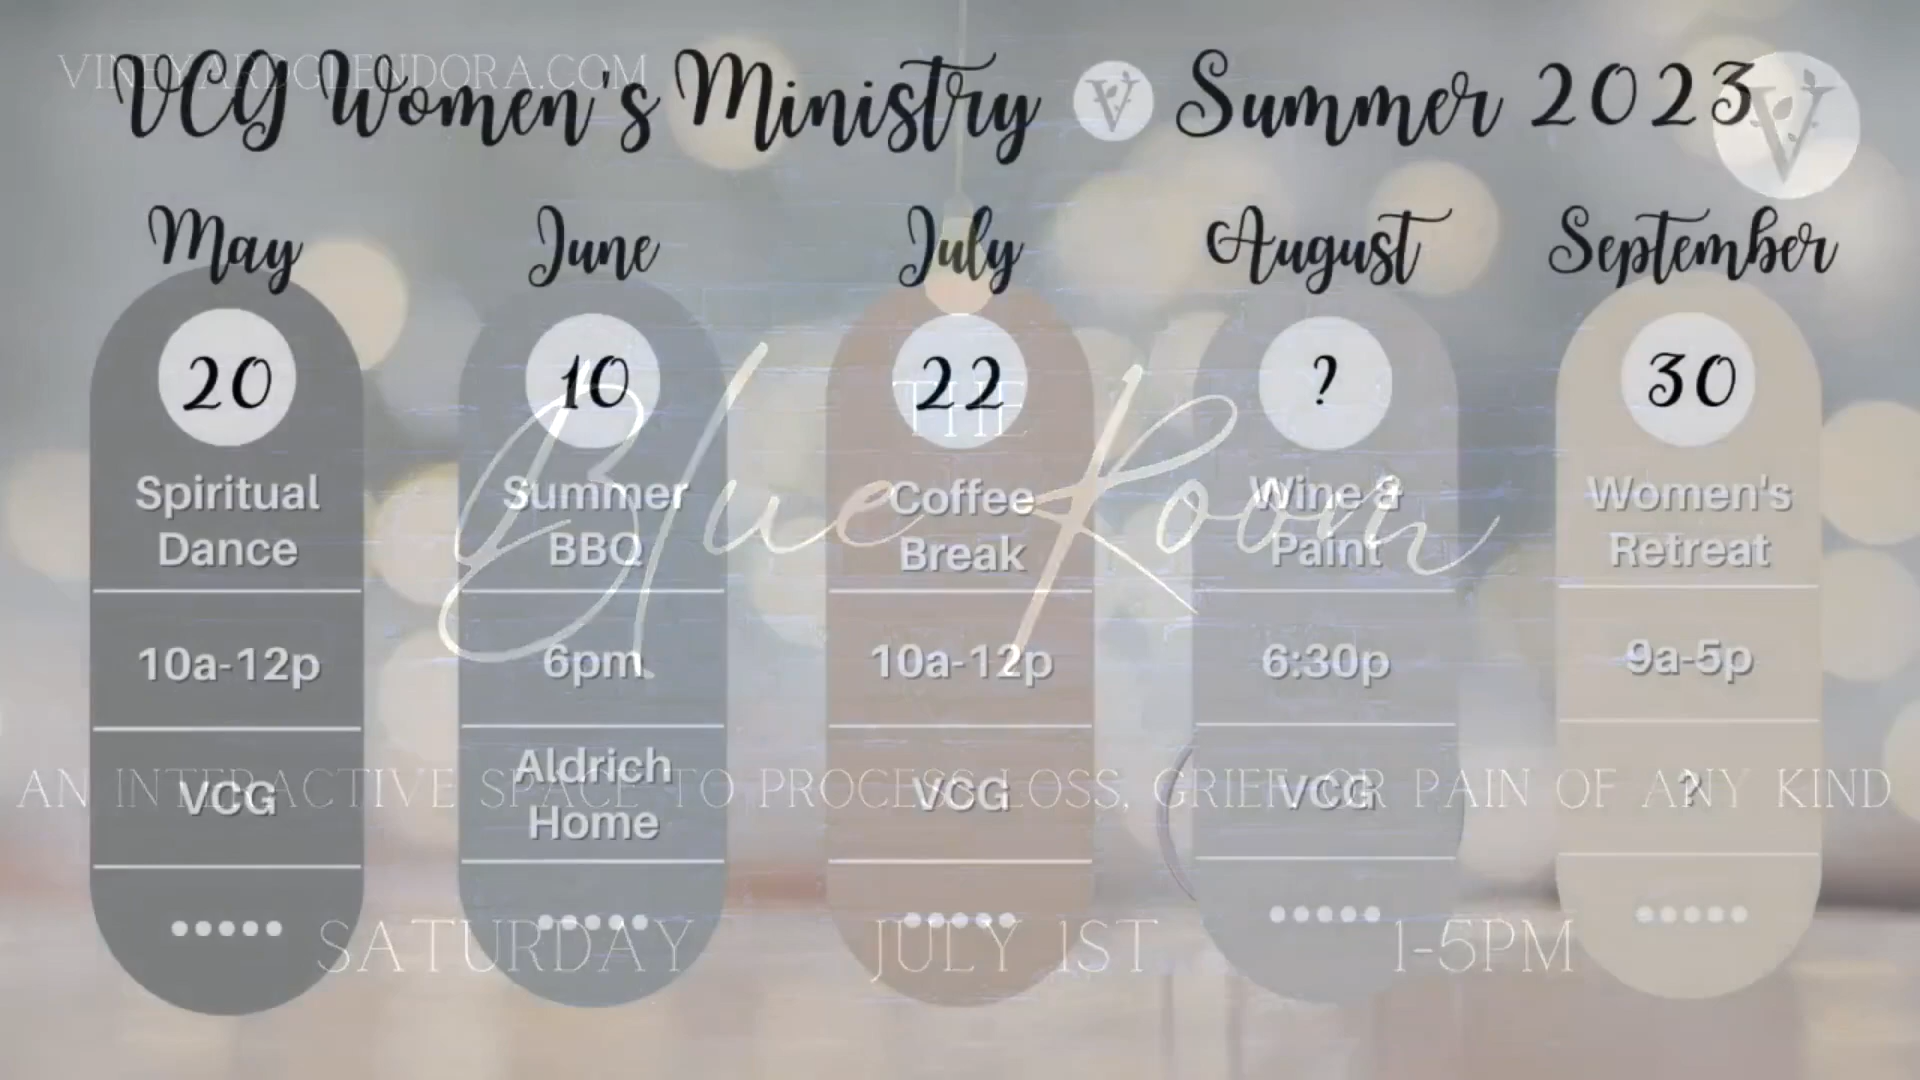 VINEYARDGLENDORA.COM
VCG Women's Ministry V Summer 2023
V
May June July August September
20 10 22 ? 30
THE
Blue Room
Spiritual Dance
Summer BBQ
Coffee Break
Wine & Paint
Women's Retreat
10a-12p 6pm 10a-12p 6:30p 9a-5p
VCG
Aldrich Home
VCG
VCG
?
AN INTERACTIVE SPACE TO PROCESS LOSS, GRIEF OR PAIN OF ANY KIND
SATURDAY JULY 1ST 1-5PM